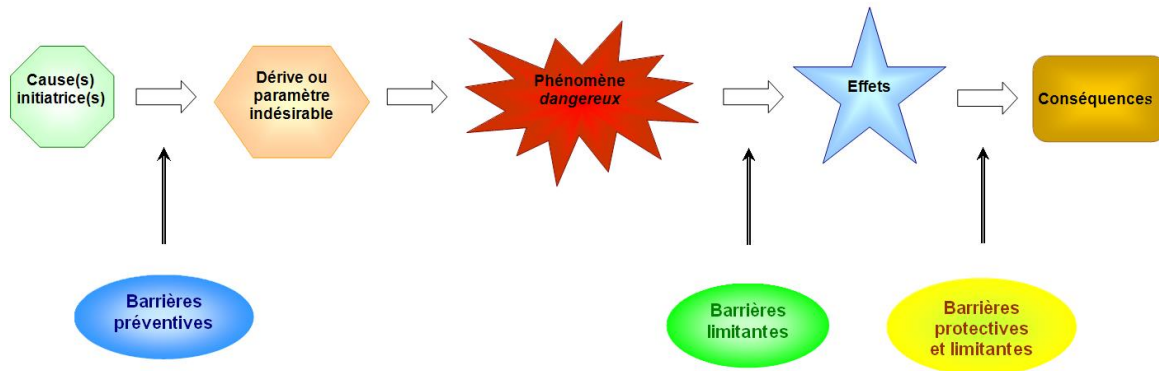 Cause(s)
initiatrice(s)
Dérive ou
paramètre
indésirable
Phénomène
dangereux
Effets
Conséquences
Barrières
préventives
Barrières
limitantes
Barrières
protectives
et limitantes